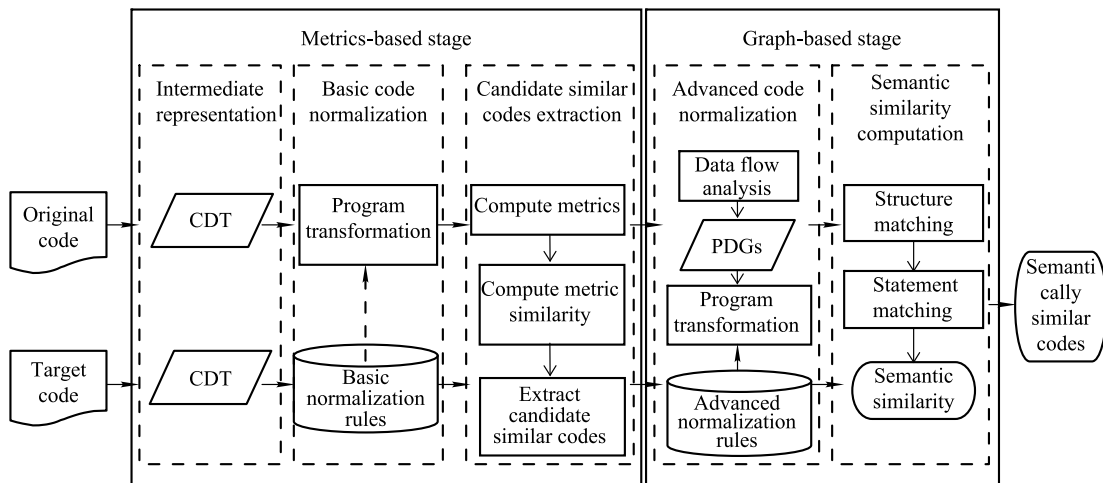 Metrics-based stage
Graph-based stage
Intermediate
representation
Basic code
normalization
Candidate similar
codes extraction
Advanced code
normalization
Semantic
similarity
computation
Original
code
CDT
Program
transformation
Compute metrics
Compute metric
similarity
Data flow
analysis
PDGs
Program
transformation
Structure
matching
Statement
matching
Semanti
cally
similar
codes
Target
code
CDT
Basic
normalization
rules
Extract
candidate
similar codes
Advanced
normalization
rules
Semantic
similarity